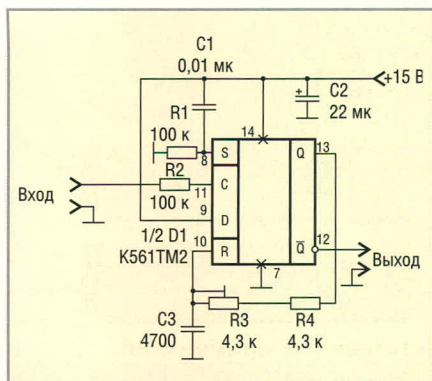 C1
0,01 мк
+15 В
C2
22 мк
R1
100 к
14
13
8
S
Q
R2
C
11
Вход
100 к
9
D
1/2 D1
10
R
Q
12
К561ТМ2
7
Выход
C3
4700
R3
4,3 к
R4
4,3 к